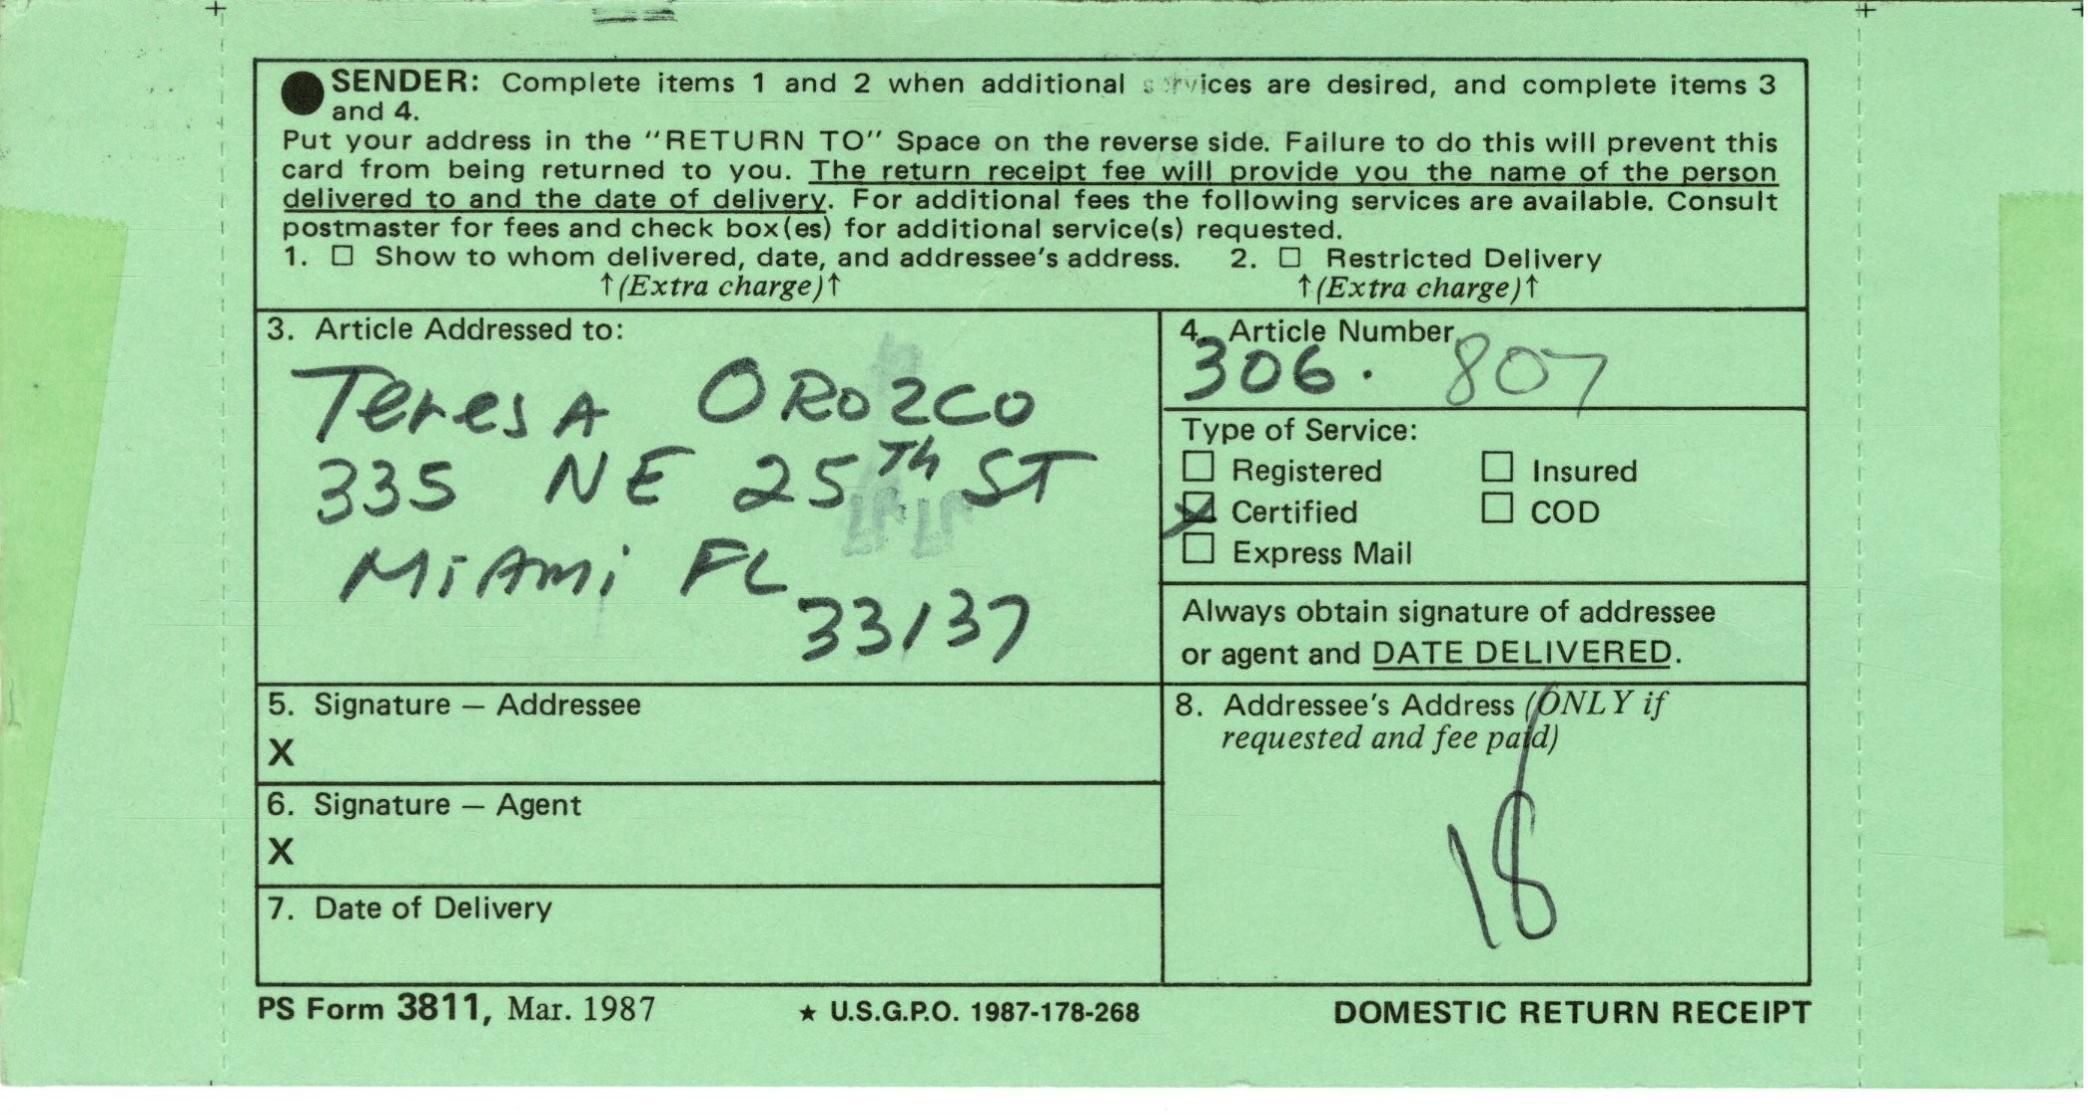 SENDER: Complete items 1 and 2 when additional services are desired, and complete items 3
and 4.
Put your address in the "RETURN TO" Space on the reverse side. Failure to do this will prevent this
card from being returned to you. The return receipt fee will provide you the name of the person
delivered to and the date of delivery. For additional fees the following services are available. Consult
postmaster for fees and check box(es) for additional service(s) requested.
1. ☐ Show to whom delivered, date, and addressee's address. 2. ☐ Restricted Delivery
↑(Extra charge)↑ ↑(Extra charge)↑
3. Article Addressed to:
Teresa Orozco
335 NE 25th ST
Miami FL
33137
4. Article Number
306. 807
Type of Service:
☐ Registered ☐ Insured
☒ Certified ☐ COD
☐ Express Mail
Always obtain signature of addressee
or agent and DATE DELIVERED.
5. Signature — Addressee
X
6. Signature — Agent
X
7. Date of Delivery
8. Addressee's Address (ONLY if
requested and fee paid)
18
PS Form 3811, Mar. 1987 ★ U.S.G.P.O. 1987-178-268 DOMESTIC RETURN RECEIPT